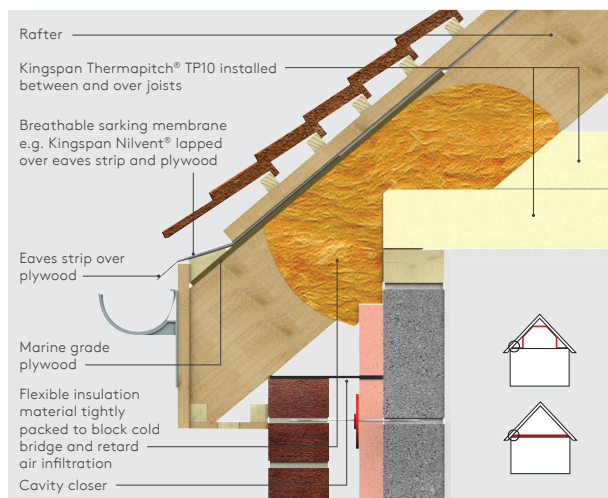 Rafter
Kingspan Thermapitch® TP10 installed
between and over joists
Breathable sarking membrane
e.g. Kingspan Nilvent® lapped
over eaves strip and plywood
Eaves strip over
plywood
Marine grade
plywood
Flexible insulation
material tightly
packed to block cold
bridge and retard
air infiltration
Cavity closer